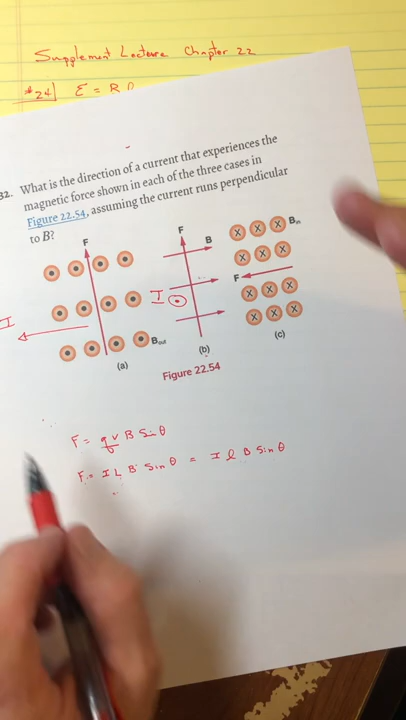 Supplement Lecture Chapter 22
#24] ε = B
32. What is the direction of a current that experiences the
magnetic force shown in each of the three cases in
Figure 22.54, assuming the current runs perpendicular
to B?
F
F
B
B in
F
I
I
B out
(a)
(b)
(c)
Figure 22.54
F = q v B Sin θ
F = I L B Sin θ = I l B Sin θ